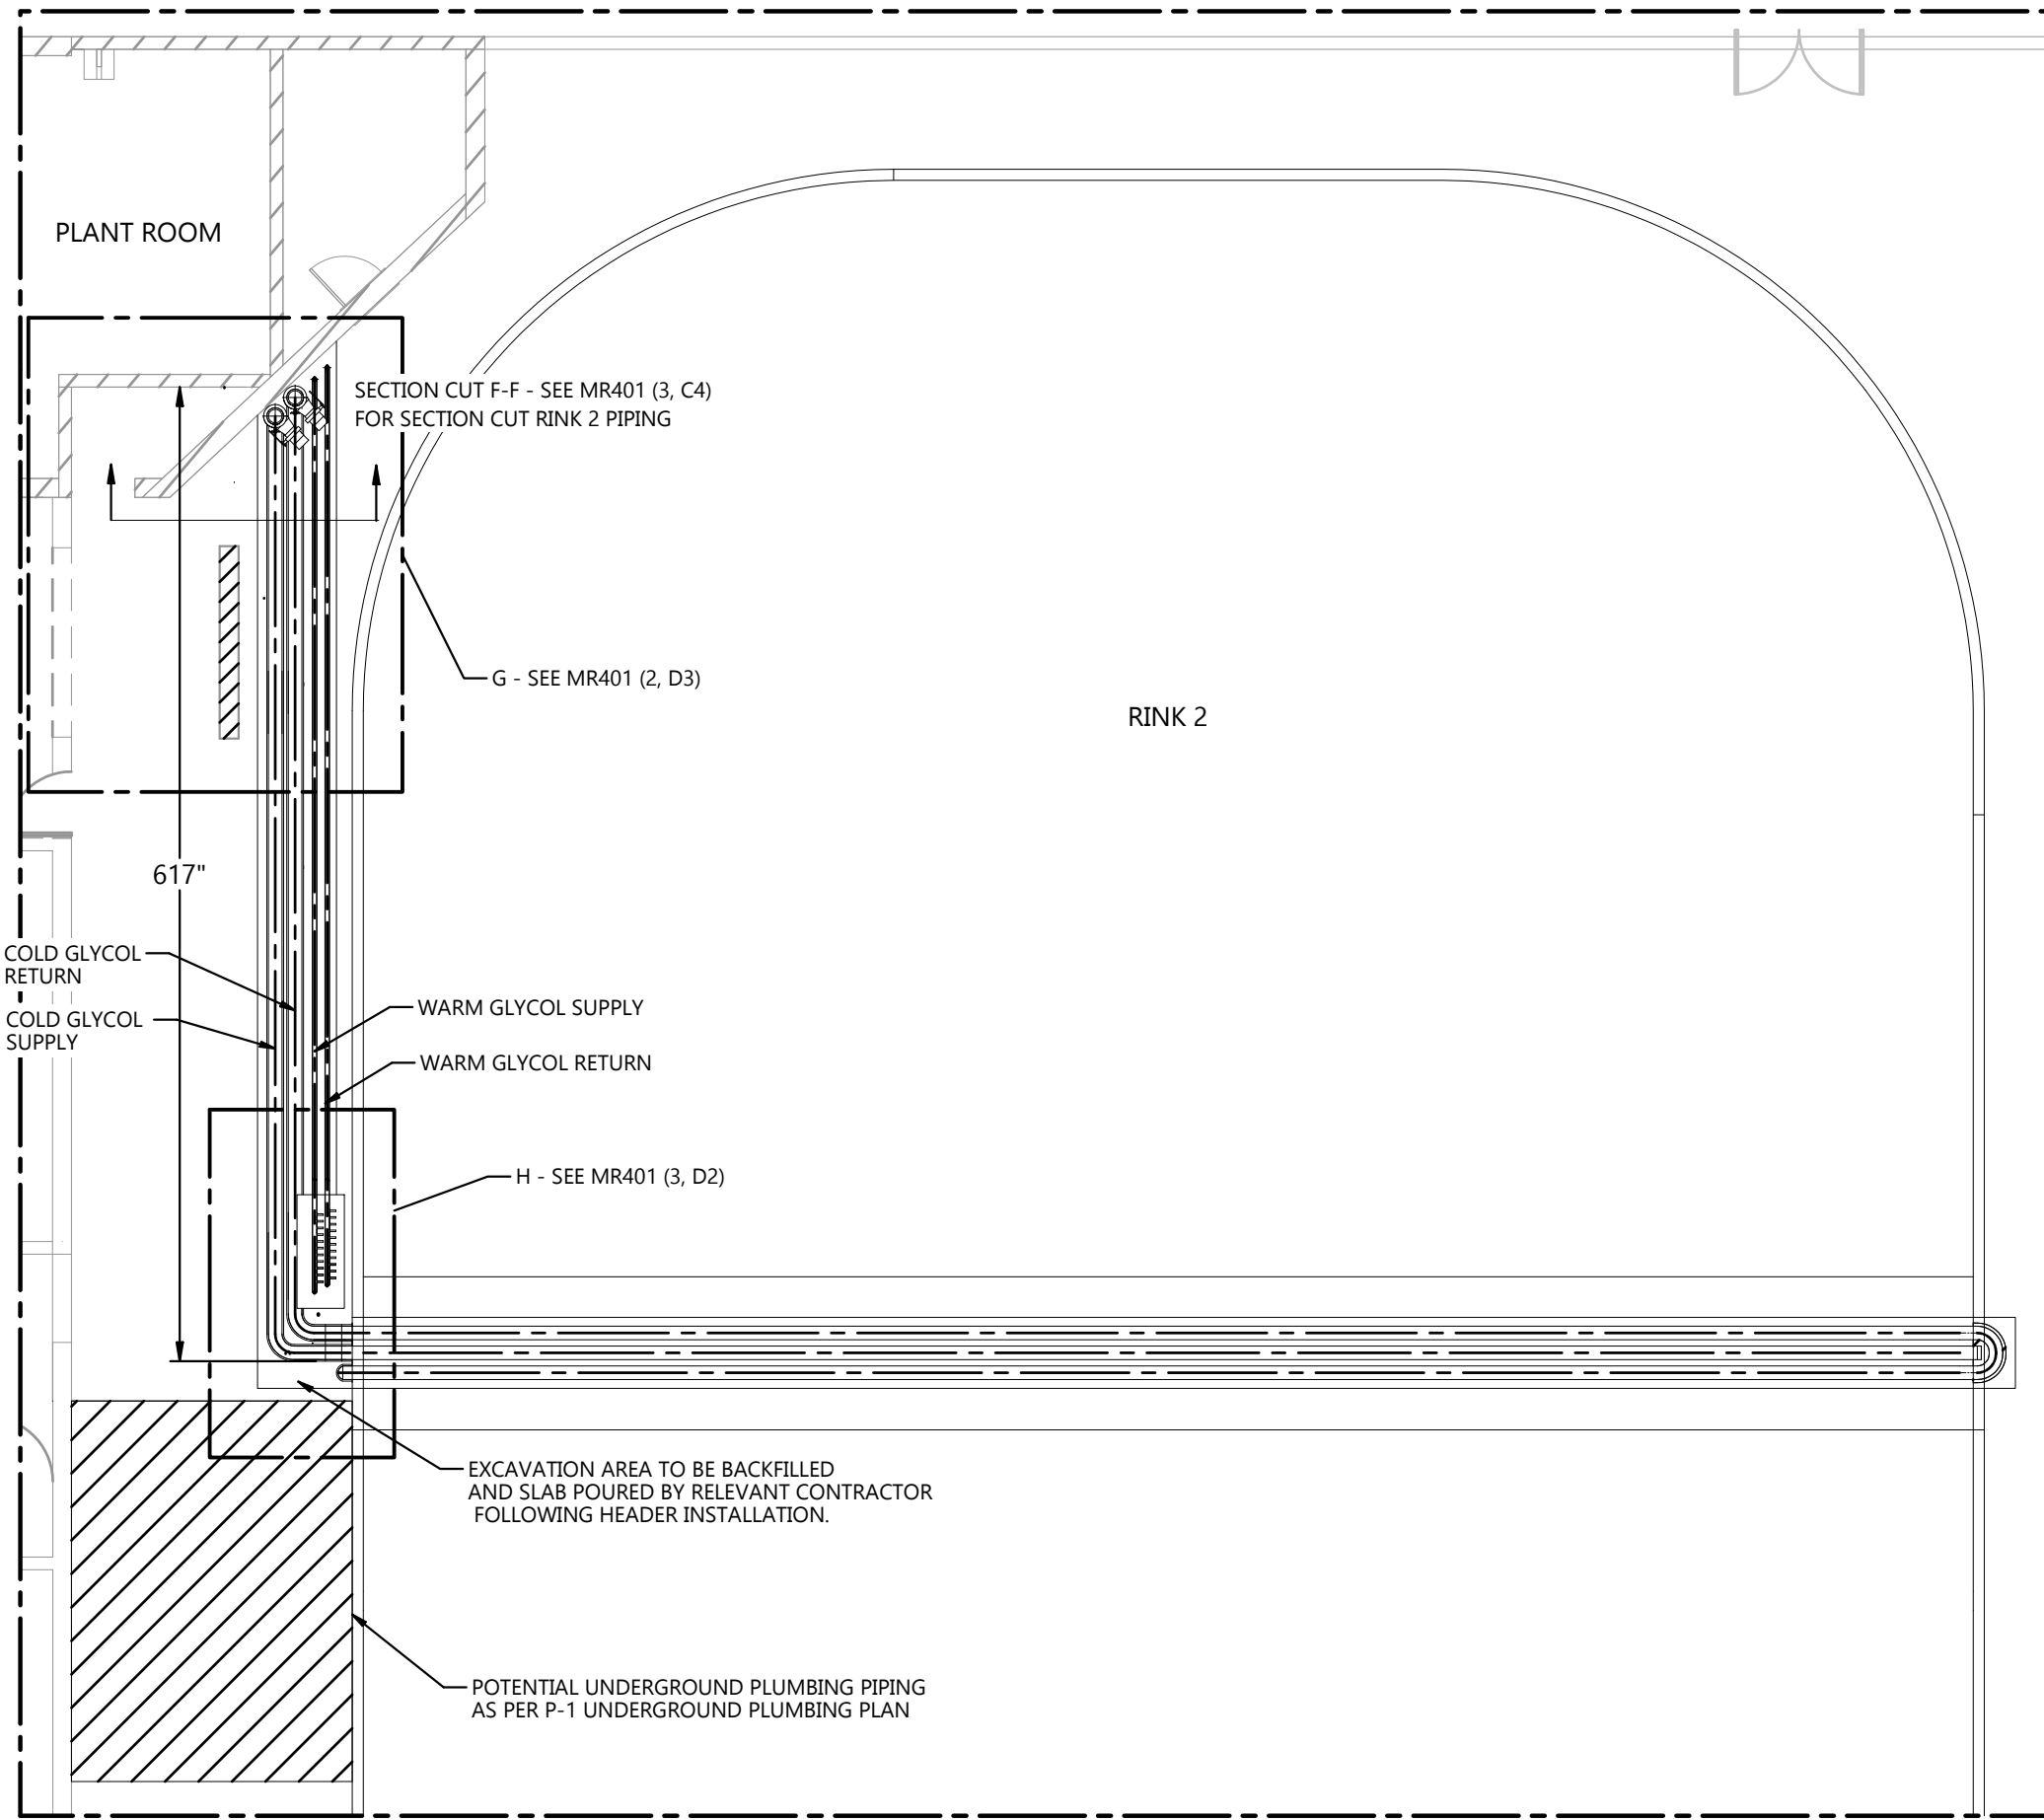 PLANT ROOM
SECTION CUT F-F - SEE MR401 (3, C4)
FOR SECTION CUT RINK 2 PIPING
G - SEE MR401 (2, D3)
RINK 2
617"
COLD GLYCOL
RETURN
COLD GLYCOL
SUPPLY
WARM GLYCOL SUPPLY
WARM GLYCOL RETURN
H - SEE MR401 (3, D2)
EXCAVATION AREA TO BE BACKFILLED
AND SLAB POURED BY RELEVANT CONTRACTOR
FOLLOWING HEADER INSTALLATION.
POTENTIAL UNDERGROUND PLUMBING PIPING
AS PER P-1 UNDERGROUND PLUMBING PLAN